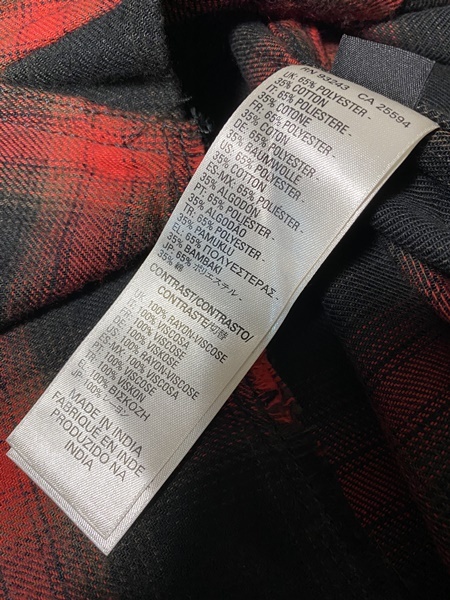 RN 93243 CA 25594
UK: 65% POLYESTER -
35% COTTON
IT: 65% POLIESTERE -
35% COTONE
FR: 65% POLYESTER -
35% COTON
DE: 65% POLYESTER -
35% BAUMWOLLE
US: 65% POLYESTER -
35% COTTON
ES-MX: 65% POLIÉSTER -
35% ALGODÓN
PT: 65% POLIÉSTER -
35% ALGODÃO
TR: 65% POLYESTER -
35% PAMUKLU
EL: 65% ΠΟΛΥΕΣΤΕΡΑΣ -
35% ΒΑΜΒΑΚΙ
JP: 65% ポリエステル -
35% 綿
CONTRAST/CONTRASTO/
CONTRASTE/切替
UK: 100% RAYON-VISCOSE
IT: 100% VISCOSA
FR: 100% VISCOSE
DE: 100% VISKOSE
US: 100% RAYON-VISCOSE
ES-MX: 100% VISCOSA
PT: 100% VISCOSE
TR: 100% VISKON
EL: 100% ΒΙΣΚΟΖΗ
JP: 100% レーヨン
MADE IN INDIA
FABRIQUE EN INDE
PRODUZIDO NA
INDIA